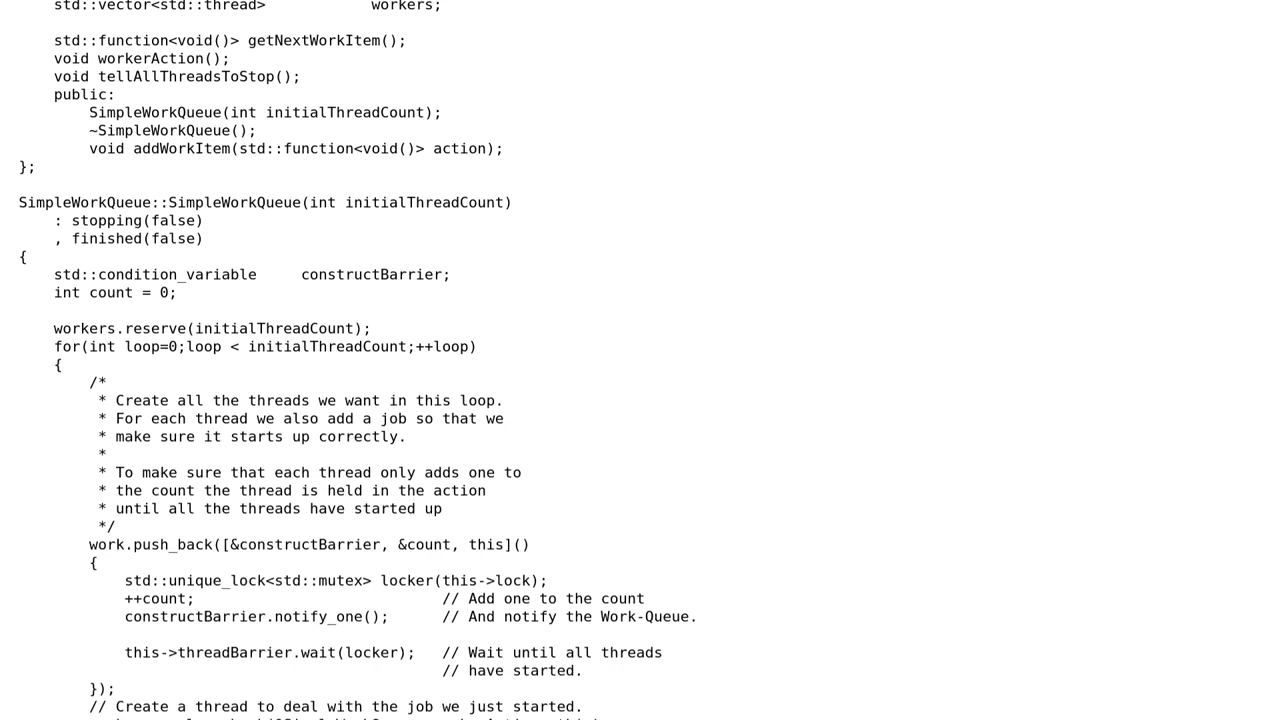 std::vector<std::thread>            workers;
std::function<void()> getNextWorkItem();
void workerAction();
void tellAllThreadsToStop();
public:
SimpleWorkQueue(int initialThreadCount);
~SimpleWorkQueue();
void addWorkItem(std::function<void()> action);
};
SimpleWorkQueue::SimpleWorkQueue(int initialThreadCount)
: stopping(false)
, finished(false)
{
std::condition_variable     constructBarrier;
int count = 0;
workers.reserve(initialThreadCount);
for(int loop=0;loop < initialThreadCount;++loop)
{
/*
* Create all the threads we want in this loop.
* For each thread we also add a job so that we
* make sure it starts up correctly.
*
* To make sure that each thread only adds one to
* the count the thread is held in the action
* until all the threads have started up
*/
work.push_back([&constructBarrier, &count, this]()
{
std::unique_lock<std::mutex> locker(this->lock);
++count;                            // Add one to the count
constructBarrier.notify_one();      // And notify the Work-Queue.
this->threadBarrier.wait(locker);   // Wait until all threads
// have started.
});
// Create a thread to deal with the job we just started.